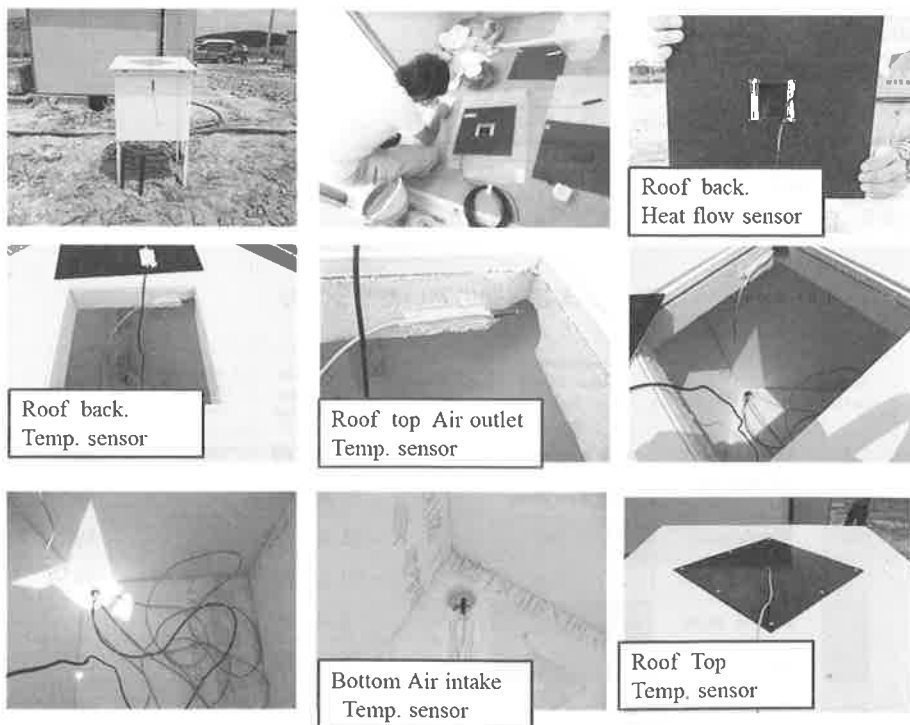 Roof back.
Heat flow sensor
Roof back.
Temp. sensor
Roof top Air outlet
Temp. sensor
Bottom Air intake
Temp. sensor
Roof Top
Temp. sensor